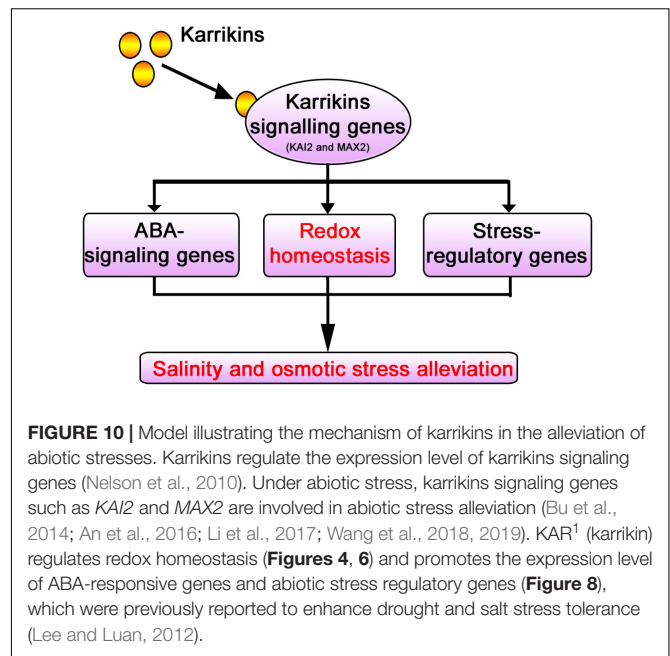 Karrikins
Karrikins
signalling genes
(KAI2 and MAX2)
ABA-
signaling genes
Redox
homeostasis
Stress-
regulatory genes
Salinity and osmotic stress alleviation
FIGURE 10 | Model illustrating the mechanism of karrikins in the alleviation of
abiotic stresses. Karrikins regulate the expression level of karrikins signaling
genes (Nelson et al., 2010). Under abiotic stress, karrikins signaling genes
such as KAI2 and MAX2 are involved in abiotic stress alleviation (Bu et al.,
2014; An et al., 2016; Li et al., 2017; Wang et al., 2018, 2019). KAR¹ (karrikin)
regulates redox homeostasis (Figures 4, 6) and promotes the expression level
of ABA-responsive genes and abiotic stress regulatory genes (Figure 8),
which were previously reported to enhance drought and salt stress tolerance
(Lee and Luan, 2012).